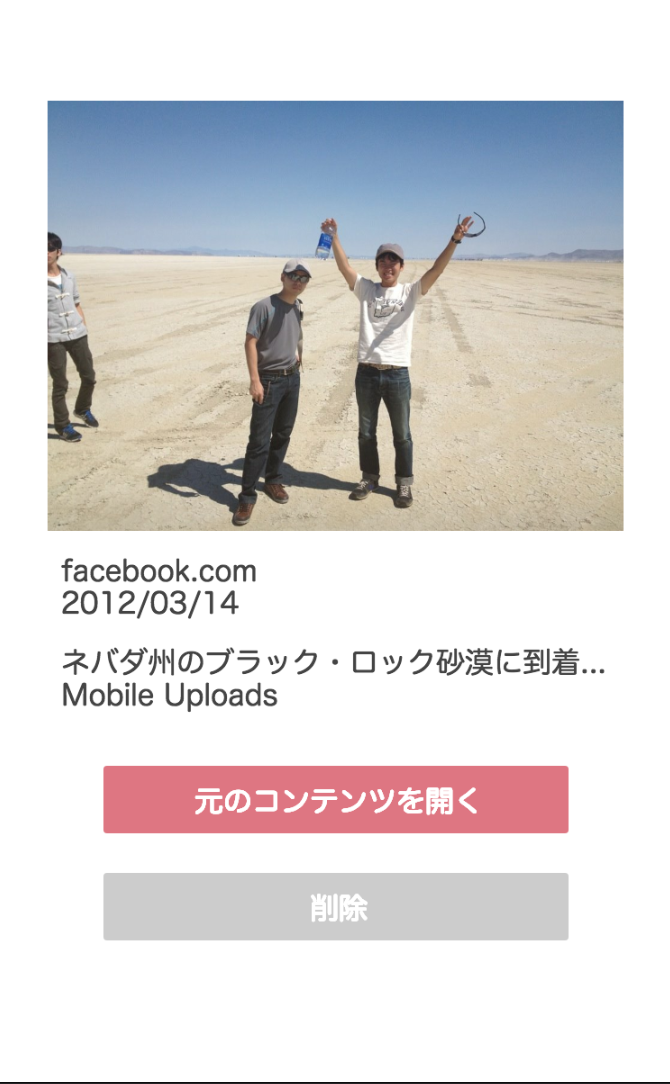 facebook.com
2012/03/14
ネバダ州のブラック・ロック砂漠に到着...
Mobile Uploads
元のコンテンツを開く
削除